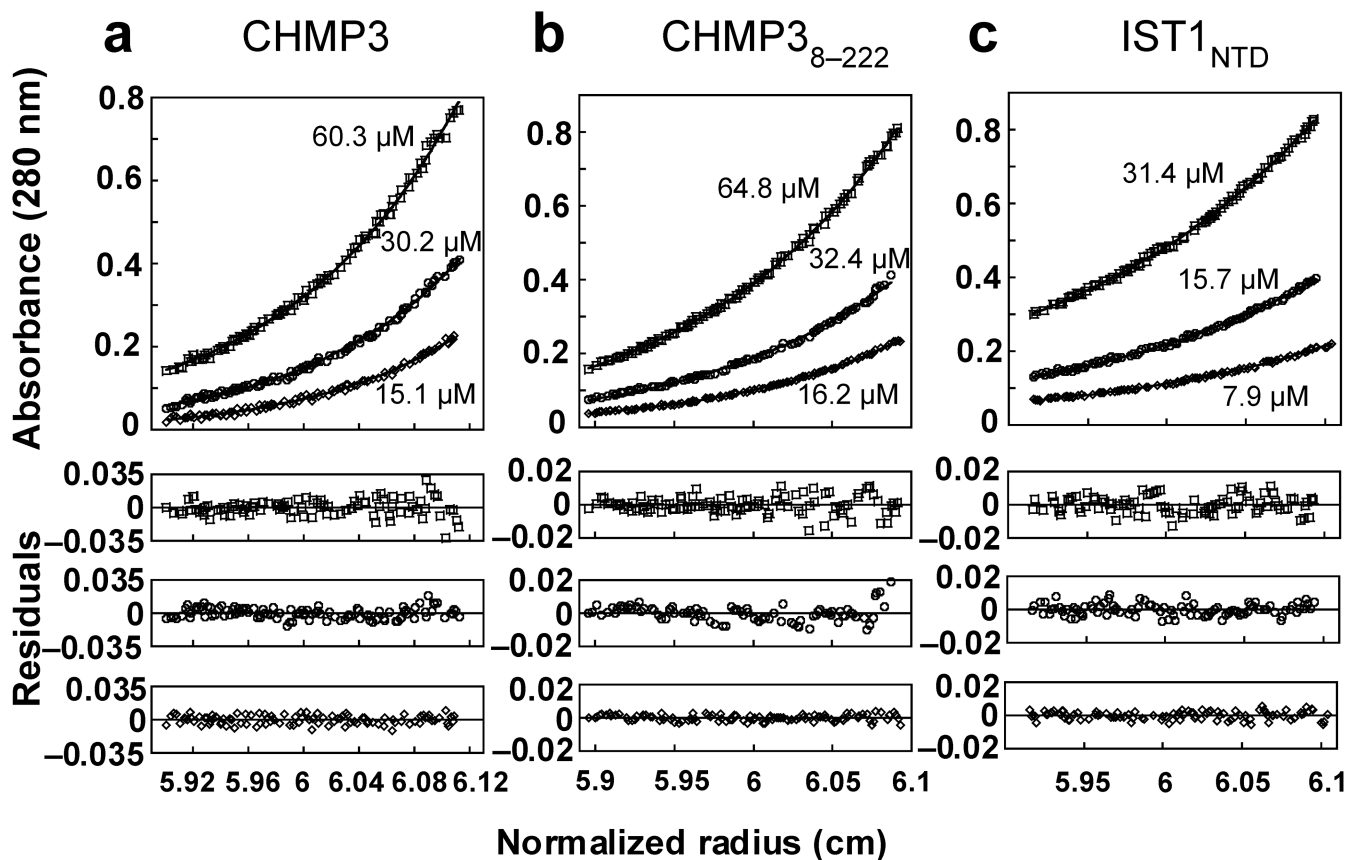 a CHMP3 b CHMP3₈₋₂₂₂ c IST1NTD
Absorbance (280 nm)
0.8
0.6
0.4
0.2
0
60.3 µM
30.2 µM
15.1 µM
0.8
0.6
0.4
0.2
0
64.8 µM
32.4 µM
16.2 µM
0.8
0.6
0.4
0.2
0
31.4 µM
15.7 µM
7.9 µM
Residuals
0.035
0
–0.035
0.02
0
–0.02
0.02
0
–0.02
0.035
0
–0.035
0.02
0
–0.02
0.02
0
–0.02
0.035
0
–0.035
0.02
0
–0.02
0.02
0
–0.02
5.92 5.96 6 6.04 6.08 6.12
5.9 5.95 6 6.05 6.1
5.95 6 6.05 6.1
Normalized radius (cm)